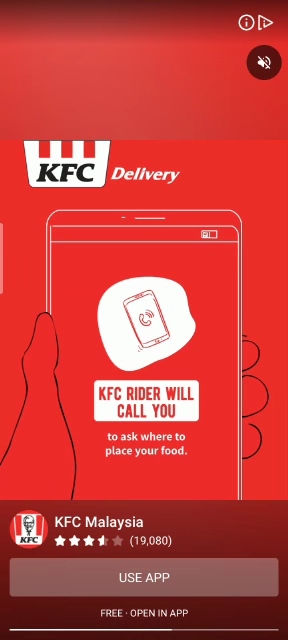 KFC Delivery
KFC RIDER WILL
CALL YOU
to ask where to
place your food.
KFC
KFC Malaysia
(19,080)
USE APP
FREE · OPEN IN APP